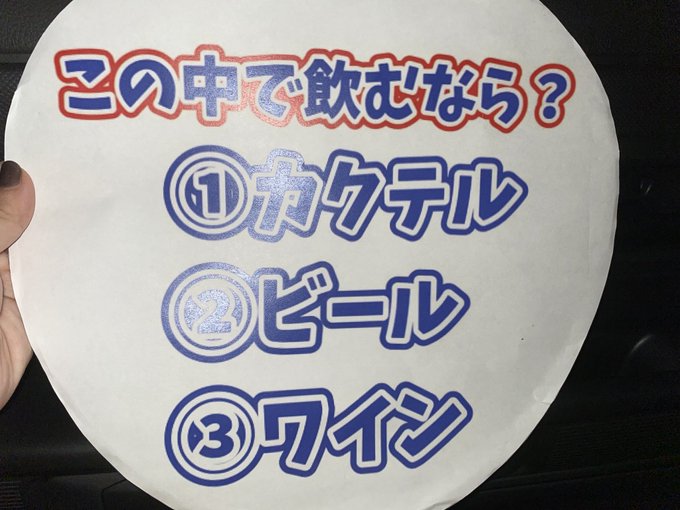 この中で飲むなら?
①カクテル
②ビール
③ワイン